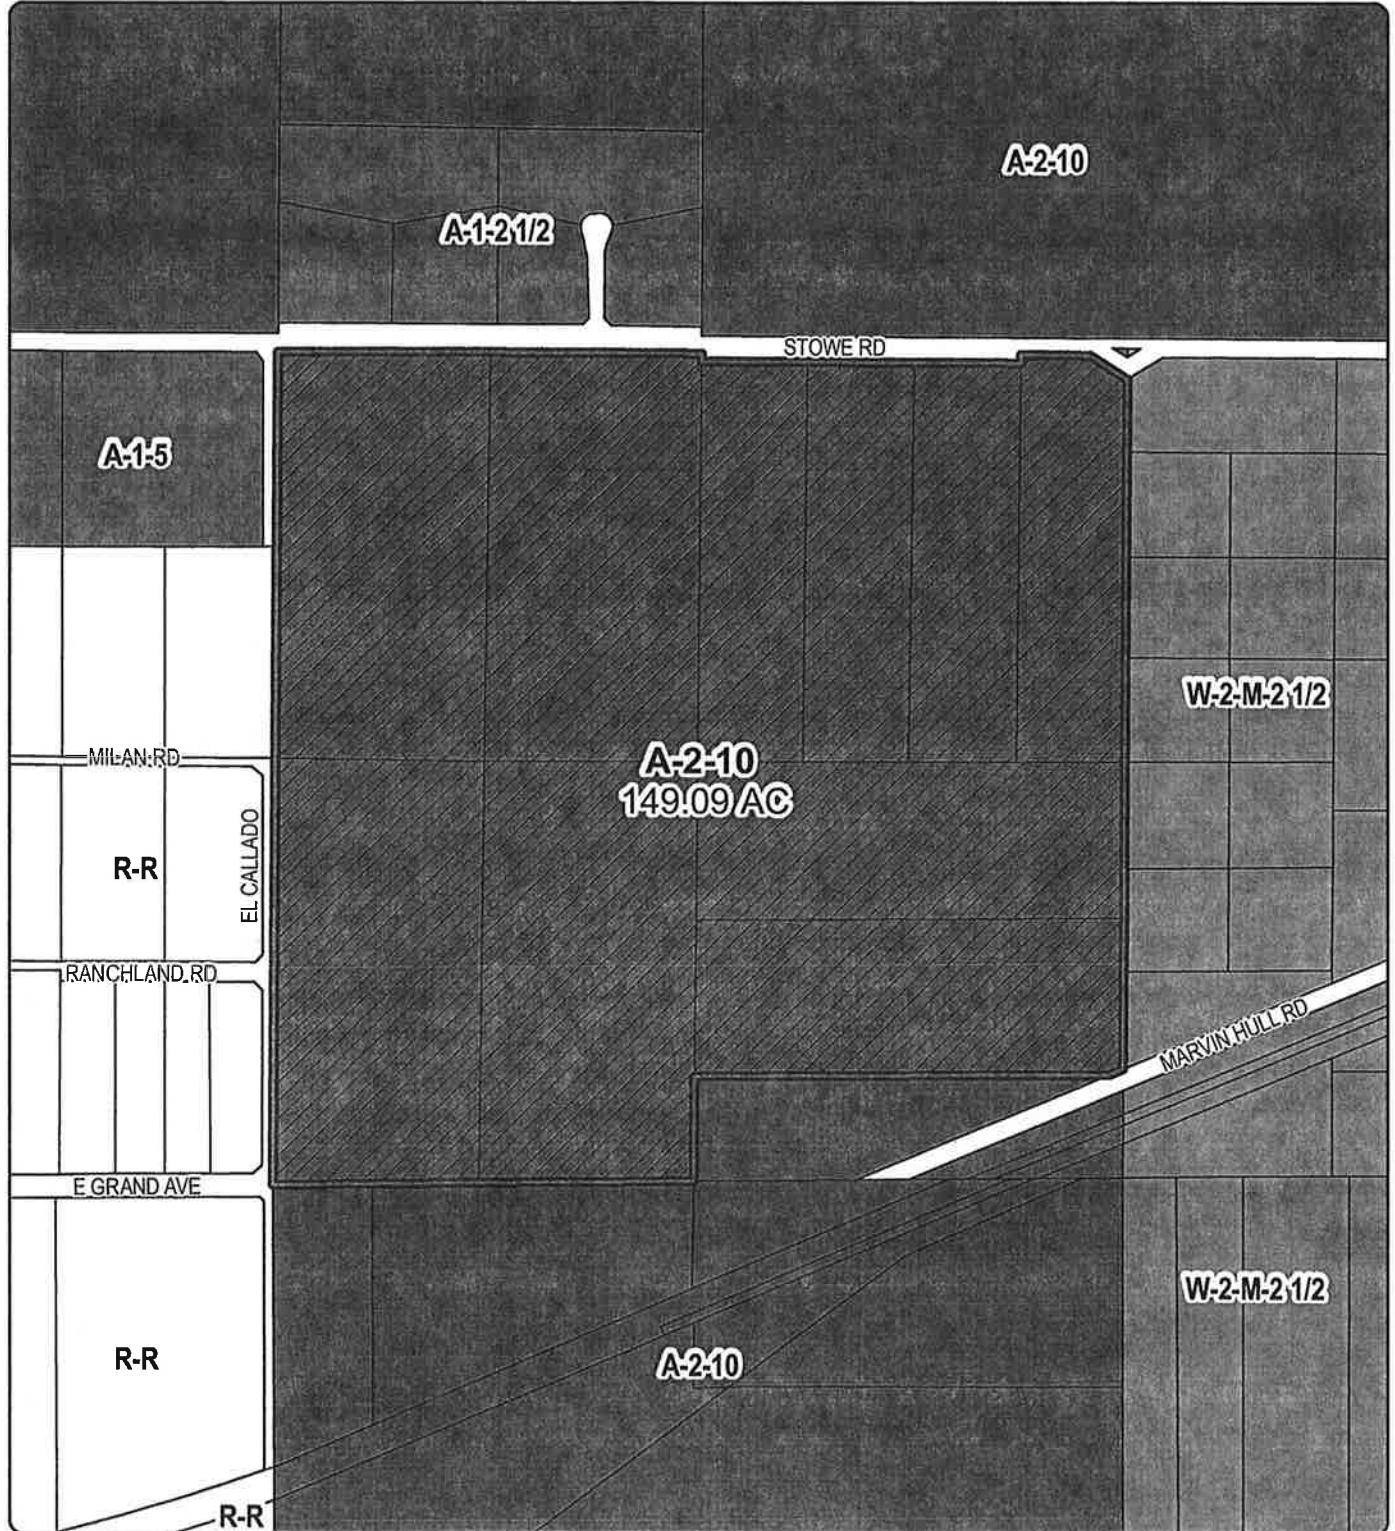 A-2-10
A-1-2 1/2
STOWE RD
A-1-5
W-2-M-2 1/2
MILAN RD
A-2-10
149.09 AC
EL CALLADO
R-R
RANCHLAND RD
MARVIN HULL RD
E GRAND AVE
W-2-M-2 1/2
R-R
A-2-10
R-R